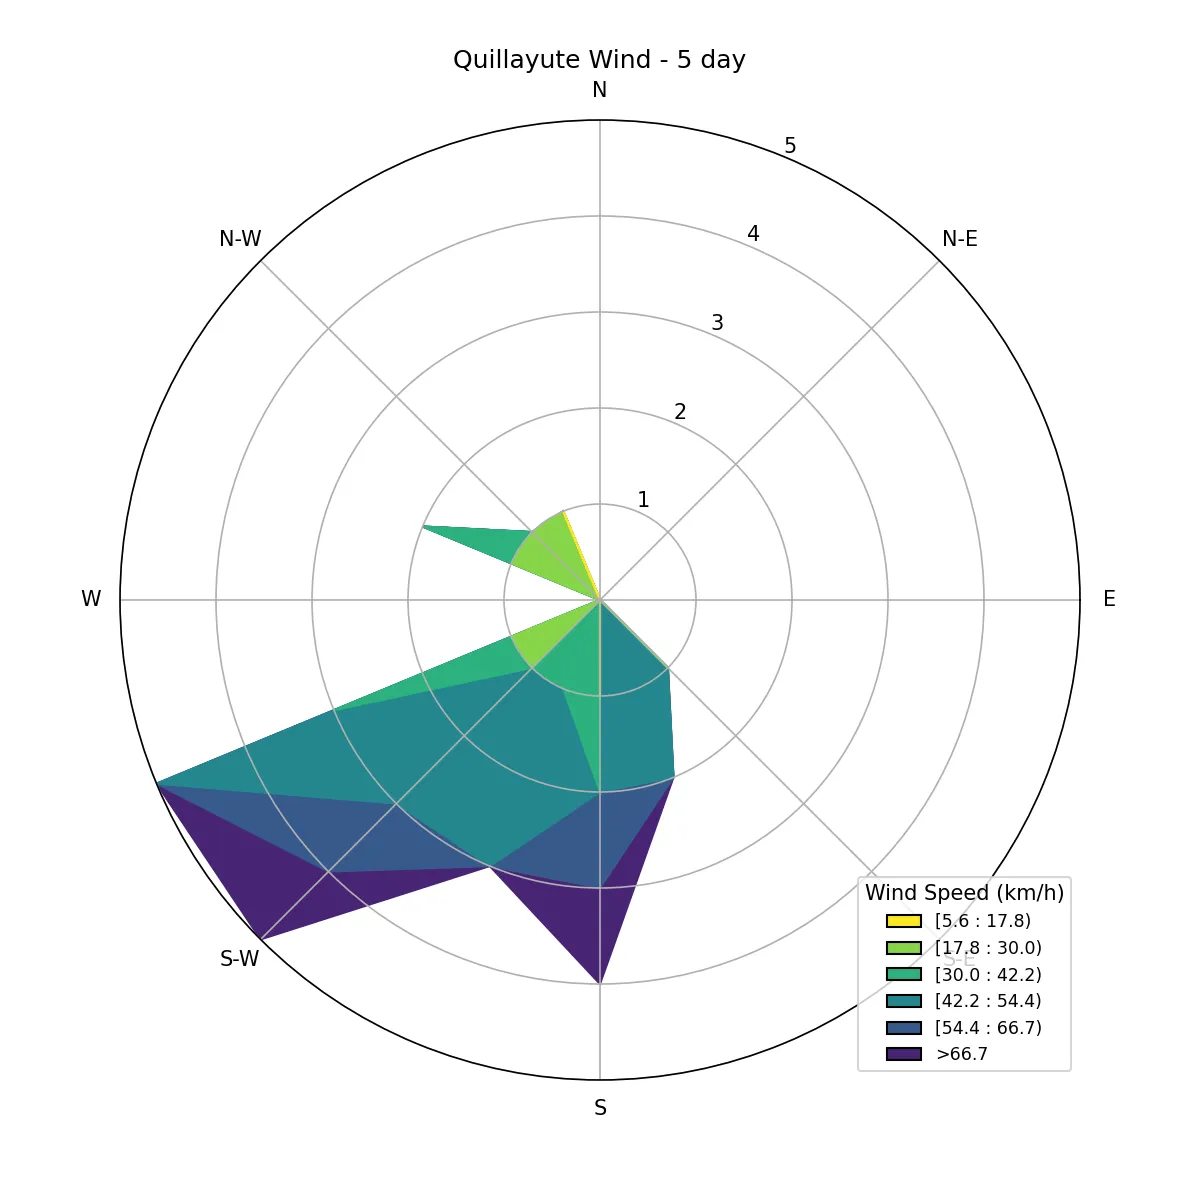 Quillayute Wind - 5 day
N
5
N-W
N-E
4
3
2
1
W
E
Wind Speed (km/h)
[5.6 : 17.8)
[17.8 : 30.0)
S-W
S-E
[30.0 : 42.2)
[42.2 : 54.4)
[54.4 : 66.7)
>66.7
S